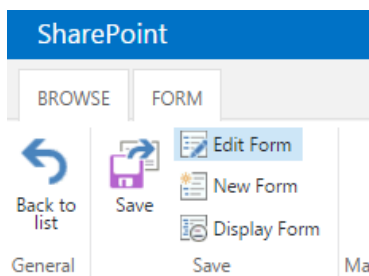 SharePoint
BROWSE FORM
Edit Form
New Form
Display Form
Back to
list
Save
General
Save
Ma